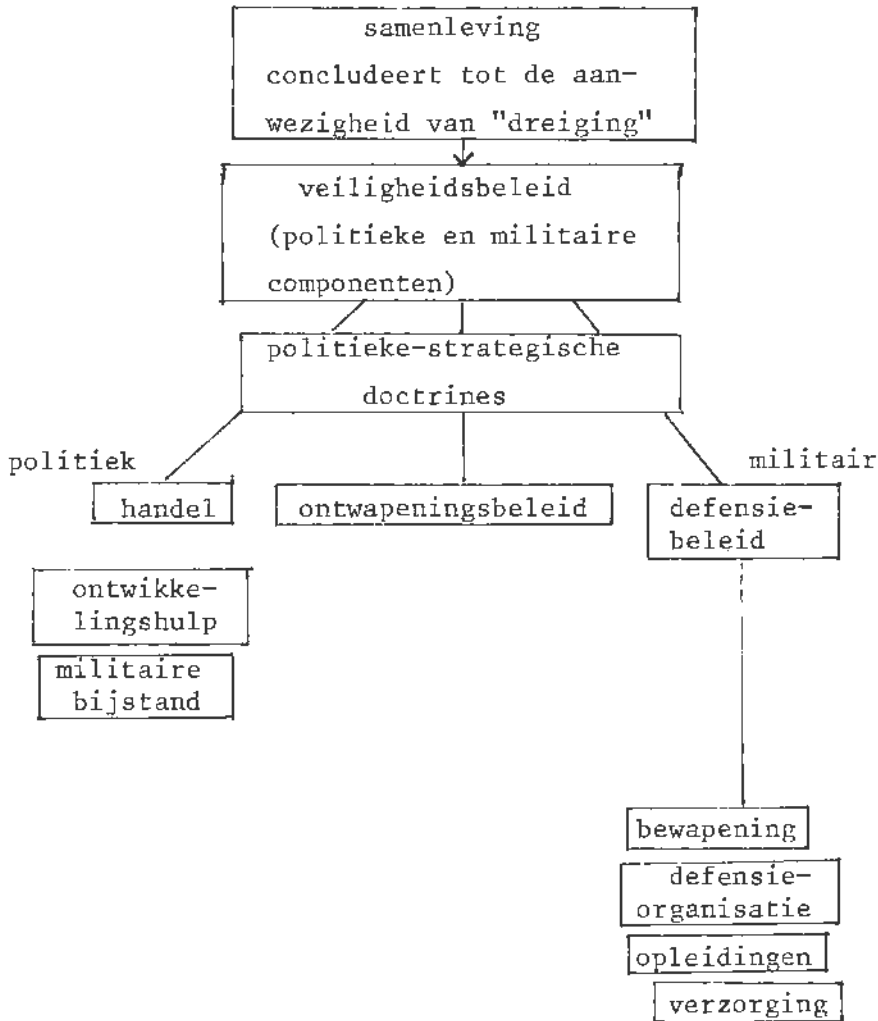 samenleving
concludeert tot de aan-
wezigheid van "dreiging"
veiligheidsbeleid
(politieke en militaire
componenten)
politieke-strategische
doctrines
politiek
militair
handel
ontwapeningsbeleid
defensie-
beleid
ontwikke-
lingshulp
militaire
bijstand
bewapening
defensie-
organisatie
opleidingen
verzorging